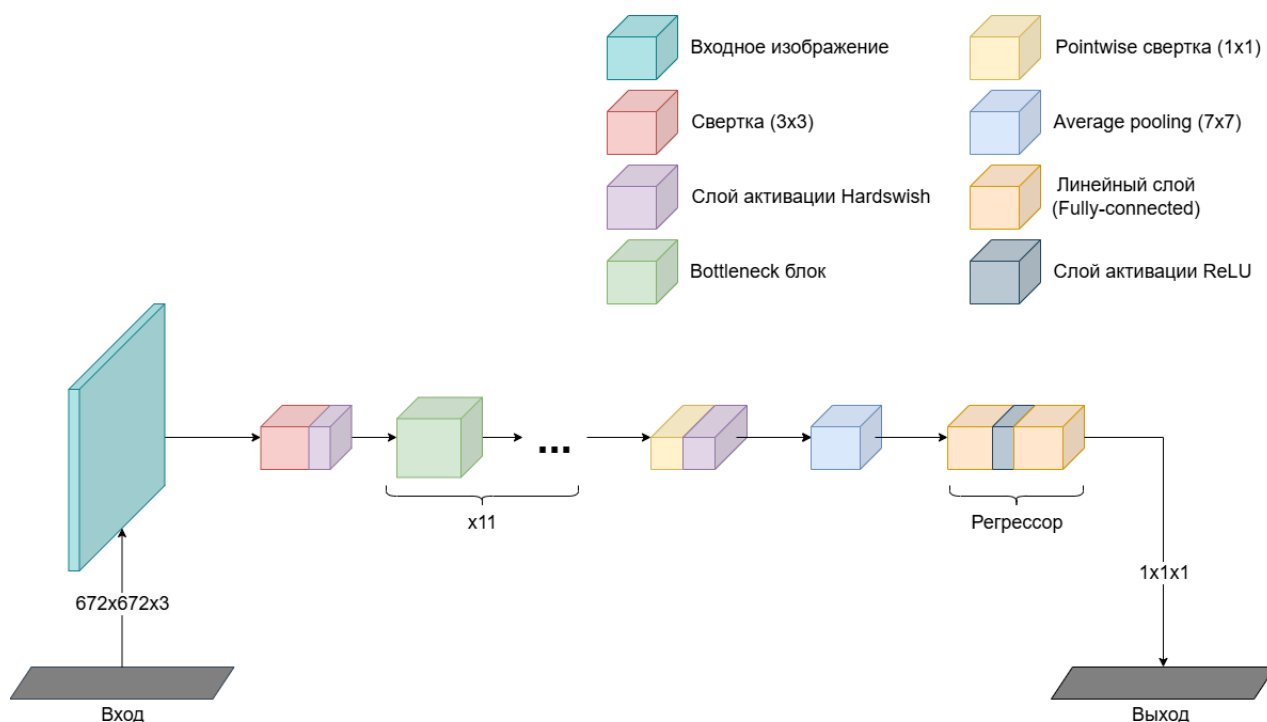 Входное изображение
Pointwise свертка (1x1)
Свертка (3x3)
Average pooling (7x7)
Слой активации Hardswish
Линейный слой
(Fully-connected)
Bottleneck блок
Слой активации ReLU
...
x11
Регрессор
672x672x3
1x1x1
Вход
Выход